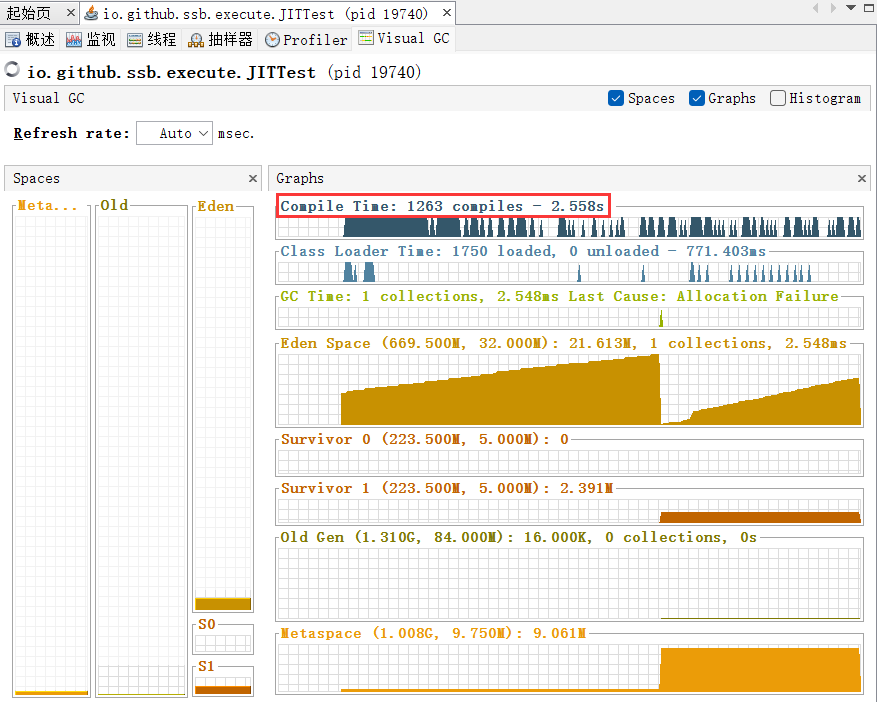 起始页 × io.github.ssb.execute.JITTest (pid 19740) ×
概述 监视 线程 抽样器 Profiler Visual GC
io.github.ssb.execute.JITTest (pid 19740)
Visual GC Spaces Graphs Histogram
Refresh rate: Auto msec.
Spaces × Graphs ×
Meta... Old Eden
S0
S1
Compile Time: 1263 compiles - 2.558s
Class Loader Time: 1750 loaded, 0 unloaded - 771.403ms
GC Time: 1 collections, 2.548ms Last Cause: Allocation Failure
Eden Space (669.500M, 32.000M): 21.613M, 1 collections, 2.548ms
Survivor 0 (223.500M, 5.000M): 0
Survivor 1 (223.500M, 5.000M): 2.391M
Old Gen (1.310G, 84.000M): 16.000K, 0 collections, 0s
Metaspace (1.008G, 9.750M): 9.061M